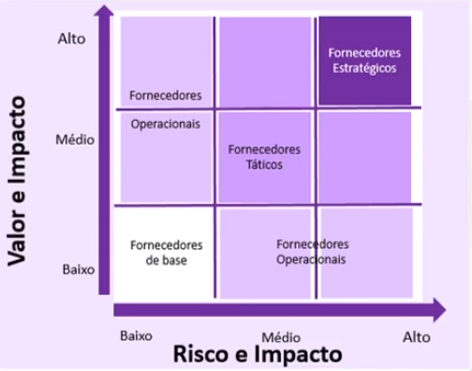 Alto
Fornecedores
Estratégicos
Fornecedores
Operacionais
Médio
Fornecedores
Táticos
Valor e Impacto
Fornecedores
de base
Fornecedores
Operacionais
Baixo
Baixo
Médio
Alto
Risco e Impacto